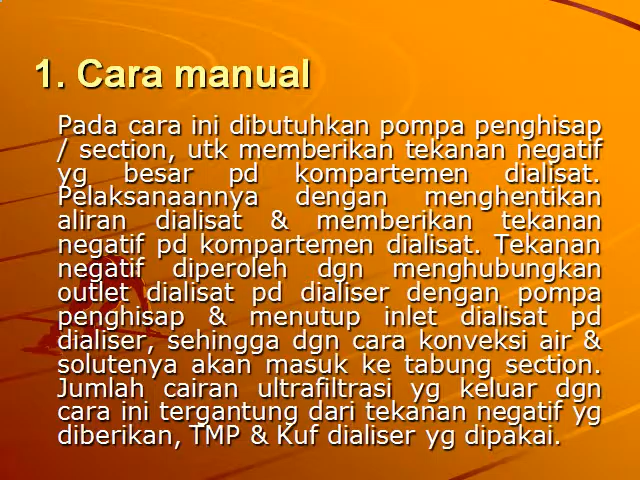 1. Cara manual
Pada cara ini dibutuhkan pompa penghisap
/ section, utk memberikan tekanan negatif
yg besar pd kompartemen dialisat.
Pelaksanaannya dengan menghentikan
aliran dialisat & memberikan tekanan
negatif pd kompartemen dialisat. Tekanan
negatif diperoleh dgn menghubungkan
outlet dialisat pd dialiser dengan pompa
penghisap & menutup inlet dialisat pd
dialiser, sehingga dgn cara konveksi air &
solutenya akan masuk ke tabung section.
Jumlah cairan ultrafiltrasi yg keluar dgn
cara ini tergantung dari tekanan negatif yg
diberikan, TMP & Kuf dialiser yg dipakai.